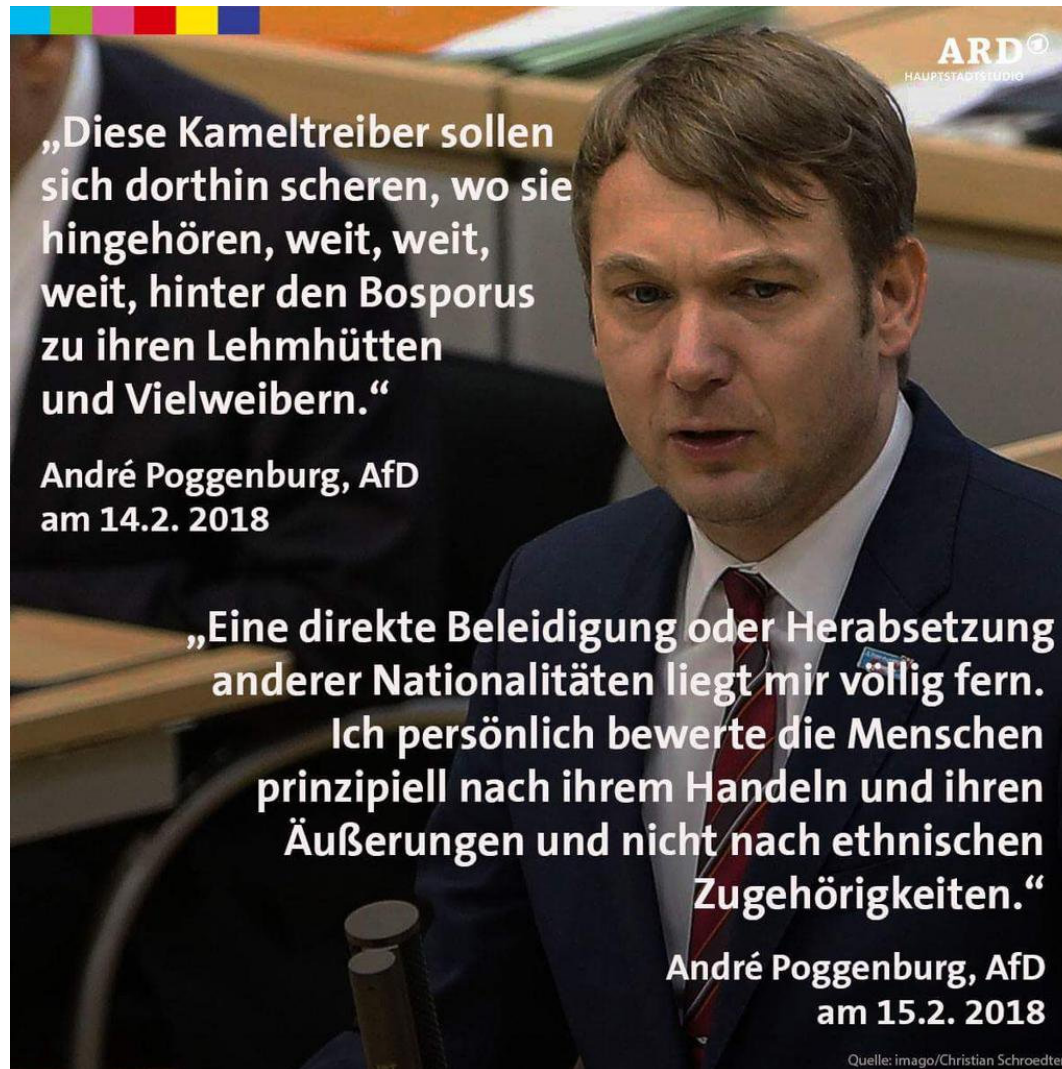 ARD
HAUPTSTADTSTUDIO
„Diese Kameltreiber sollen
sich dorthin scheren, wo sie
hingehören, weit, weit,
weit, hinter den Bosporus
zu ihren Lehmhütten
und Vielweibern.“
André Poggenburg, AfD
am 14.2. 2018
„Eine direkte Beleidigung oder Herabsetzung
anderer Nationalitäten liegt mir völlig fern.
Ich persönlich bewerte die Menschen
prinzipiell nach ihrem Handeln und ihren
Äußerungen und nicht nach ethnischen
Zugehörigkeiten.“
André Poggenburg, AfD
am 15.2. 2018
Quelle: imago/Christian Schroedter